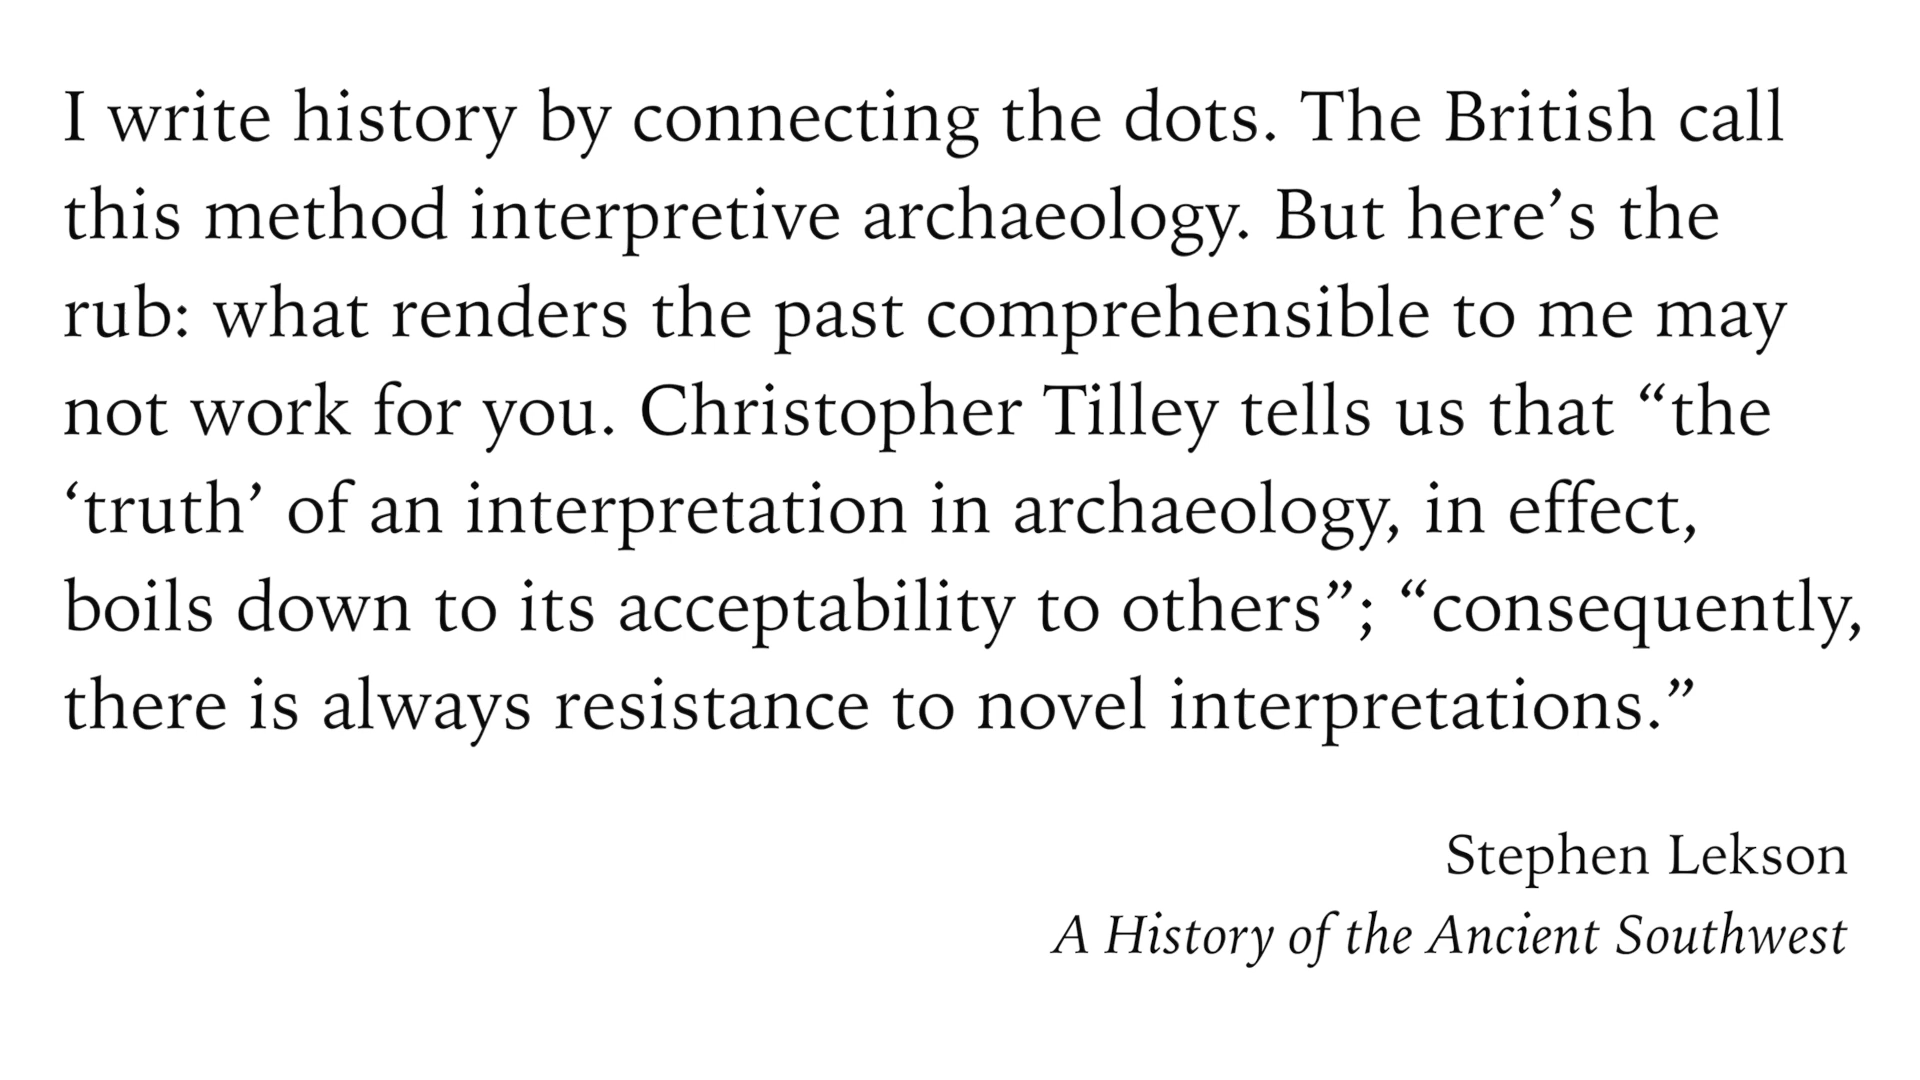 I write history by connecting the dots. The British call
this method interpretive archaeology. But here’s the
rub: what renders the past comprehensible to me may
not work for you. Christopher Tilley tells us that “the
‘truth’ of an interpretation in archaeology, in effect,
boils down to its acceptability to others”; “consequently,
there is always resistance to novel interpretations.”
Stephen Lekson
A History of the Ancient Southwest